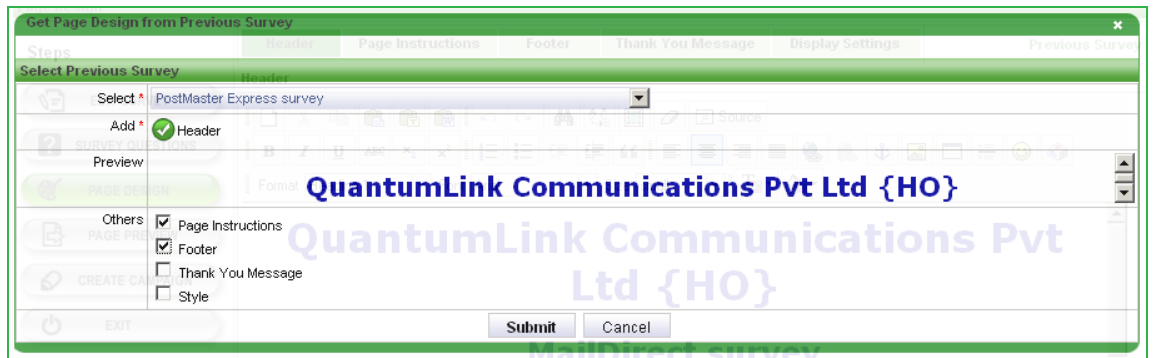 Get Page Design from Previous Survey
Steps
Header Page Instructions Footer Thank You Message Display Settings Previous Survey
Select Previous Survey
Header
Select * PostMaster Express survey
Add * Header
Source
SURVEY QUESTIONS
B I U ABC
Preview
PAGE DESIGN
Format
QuantumLink Communications Pvt Ltd {HO}
Others
Page Instructions
PAGE PREVIEW
Footer
QuantumLink Communications Pvt
Ltd {HO}
Thank You Message
CREATE CAMPAIGN
Style
EXIT
Submit Cancel
MailDirect survey